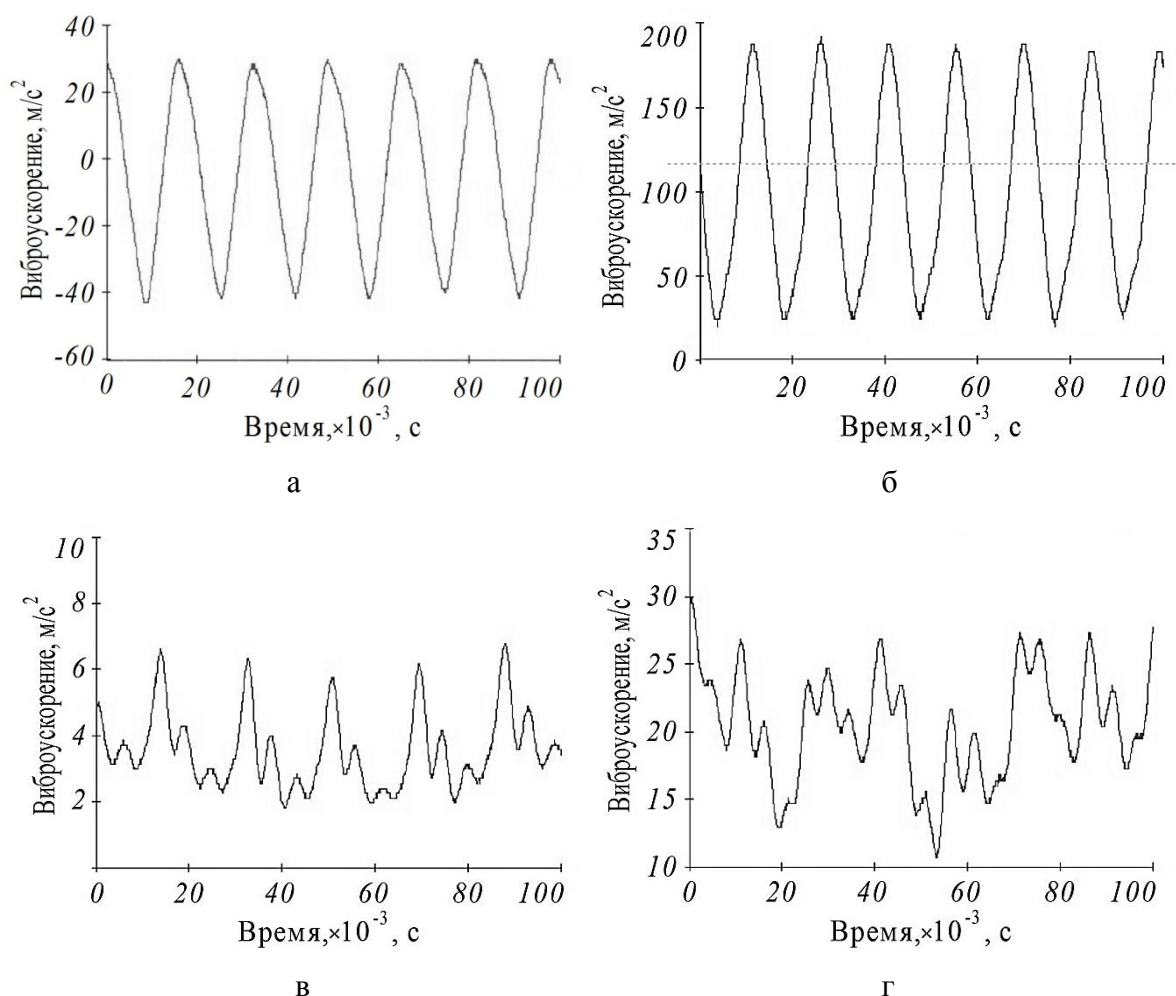 Виброускорение, м/с²
40
20
0
-20
-40
-60
0 20 40 60 80 100
Время,×10⁻³ , с
а
Виброускорение, м/с²
200
150
100
50
0
20 40 60 80 100
Время,×10⁻³ , с
б
Виброускорение, м/с²
10
8
6
4
2
0 20 40 60 80 100
Время,×10⁻³ , с
в
Виброускорение, м/с²
35
30
25
20
15
10
0 20 40 60 80 100
Время,×10⁻³ , с
г